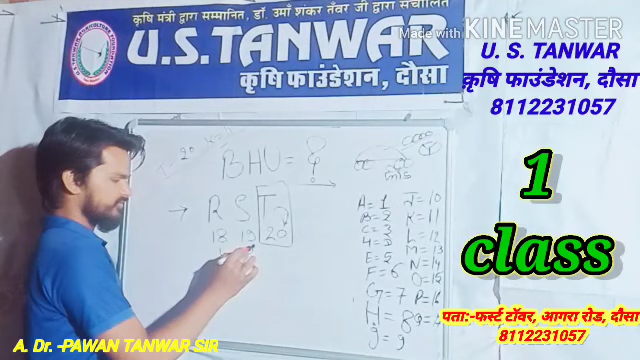 कृषि मंत्री द्वारा सम्मानित, डॉ. उमाँ शंकर तँवर जी द्वारा संचालित
U.S.TANWAR
कृषि फाउंडेशन, दौसा
Made with KINEMASTER
U. S. TANWAR
कृषि फाउंडेशन, दौसा
8112231057
1
class
BHU = ?
→ R S T
18 19 20
A=1
B=2
C=3
4=D
E=5
F=6
G=7
H=8
J=9
J=10
K=11
L=12
M=13
N=14
O=15
P=16
पता:-फर्स्ट टॉवर, आगरा रोड, दौसा
8112231057
A. Dr. -PAWAN TANWAR SIR